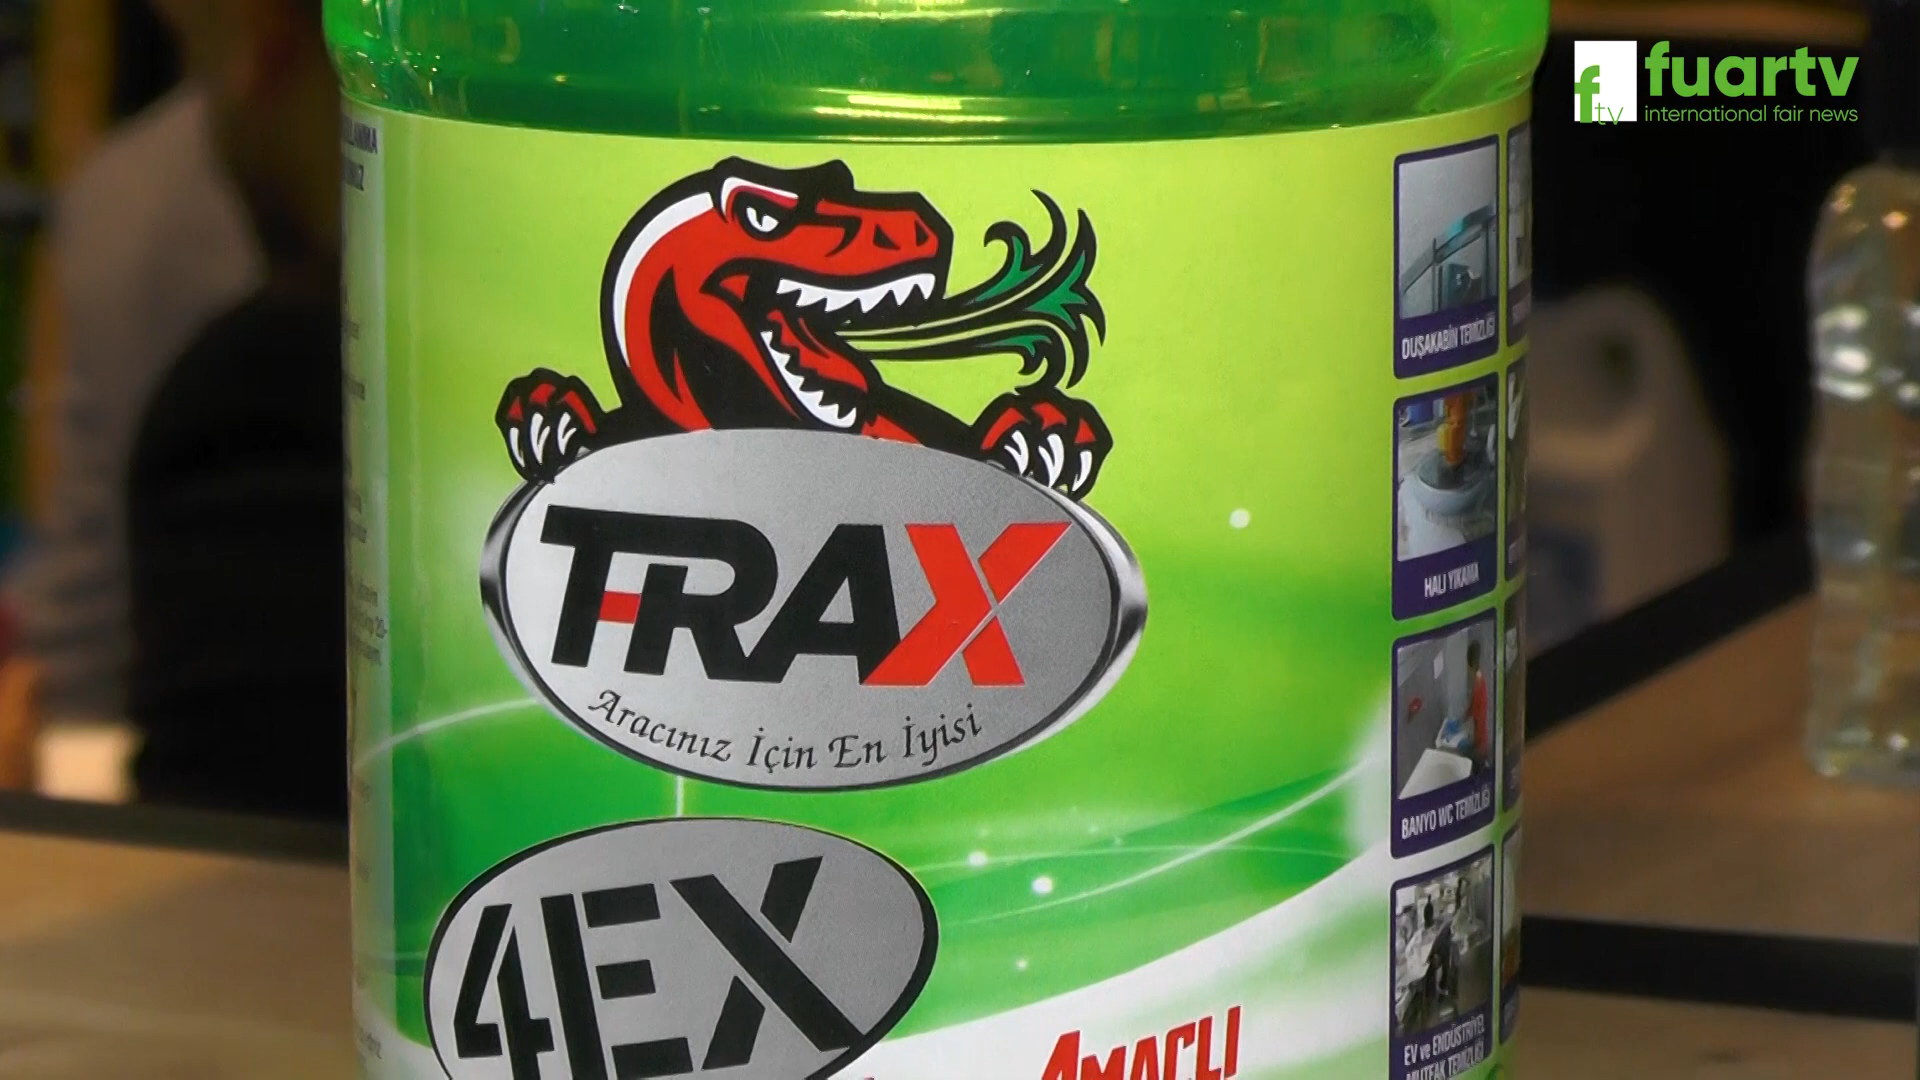 fuartv
international fair news
ftv
TRAX
Aracınız İçin En İyisi
4EX
AMAÇLI
DUŞAKABİN TEMİZLİĞİ
HALI YIKAMA
BANYO WC TEMİZLİĞİ
EV ve ENDÜSTRİYEL
MUTFAK TEMİZLİĞİ